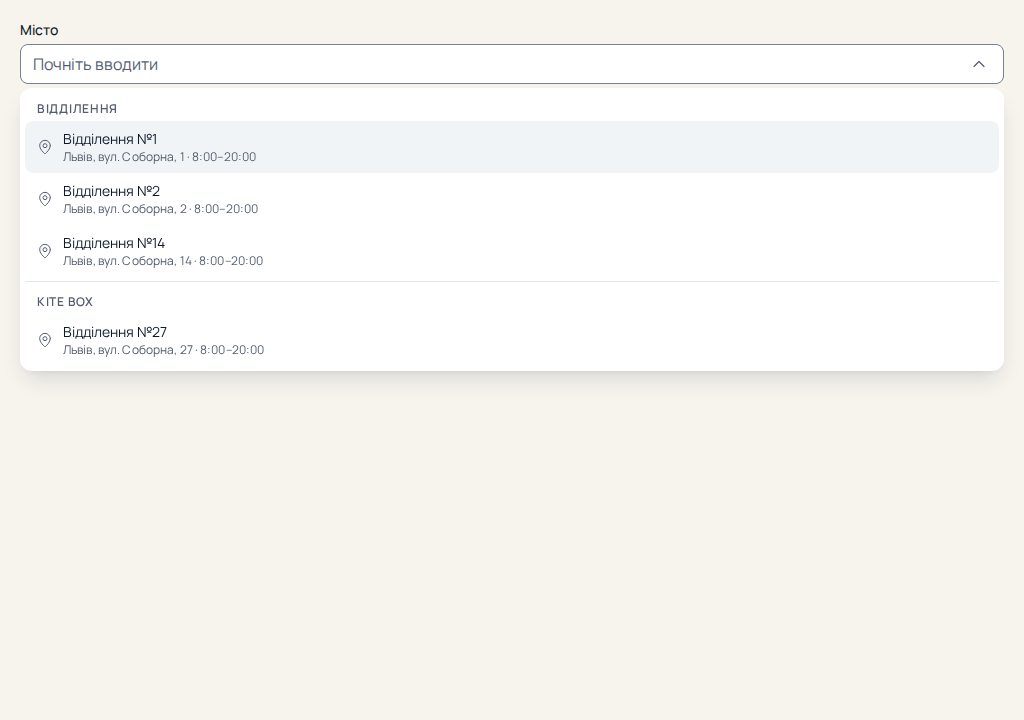 Місто
Почніть вводити
ВІДДІЛЕННЯ
Відділення №1
Львів, вул. Соборна, 1 · 8:00–20:00
Відділення №2
Львів, вул. Соборна, 2 · 8:00–20:00
Відділення №14
Львів, вул. Соборна, 14 · 8:00–20:00
KITE BOX
Відділення №27
Львів, вул. Соборна, 27 · 8:00–20:00